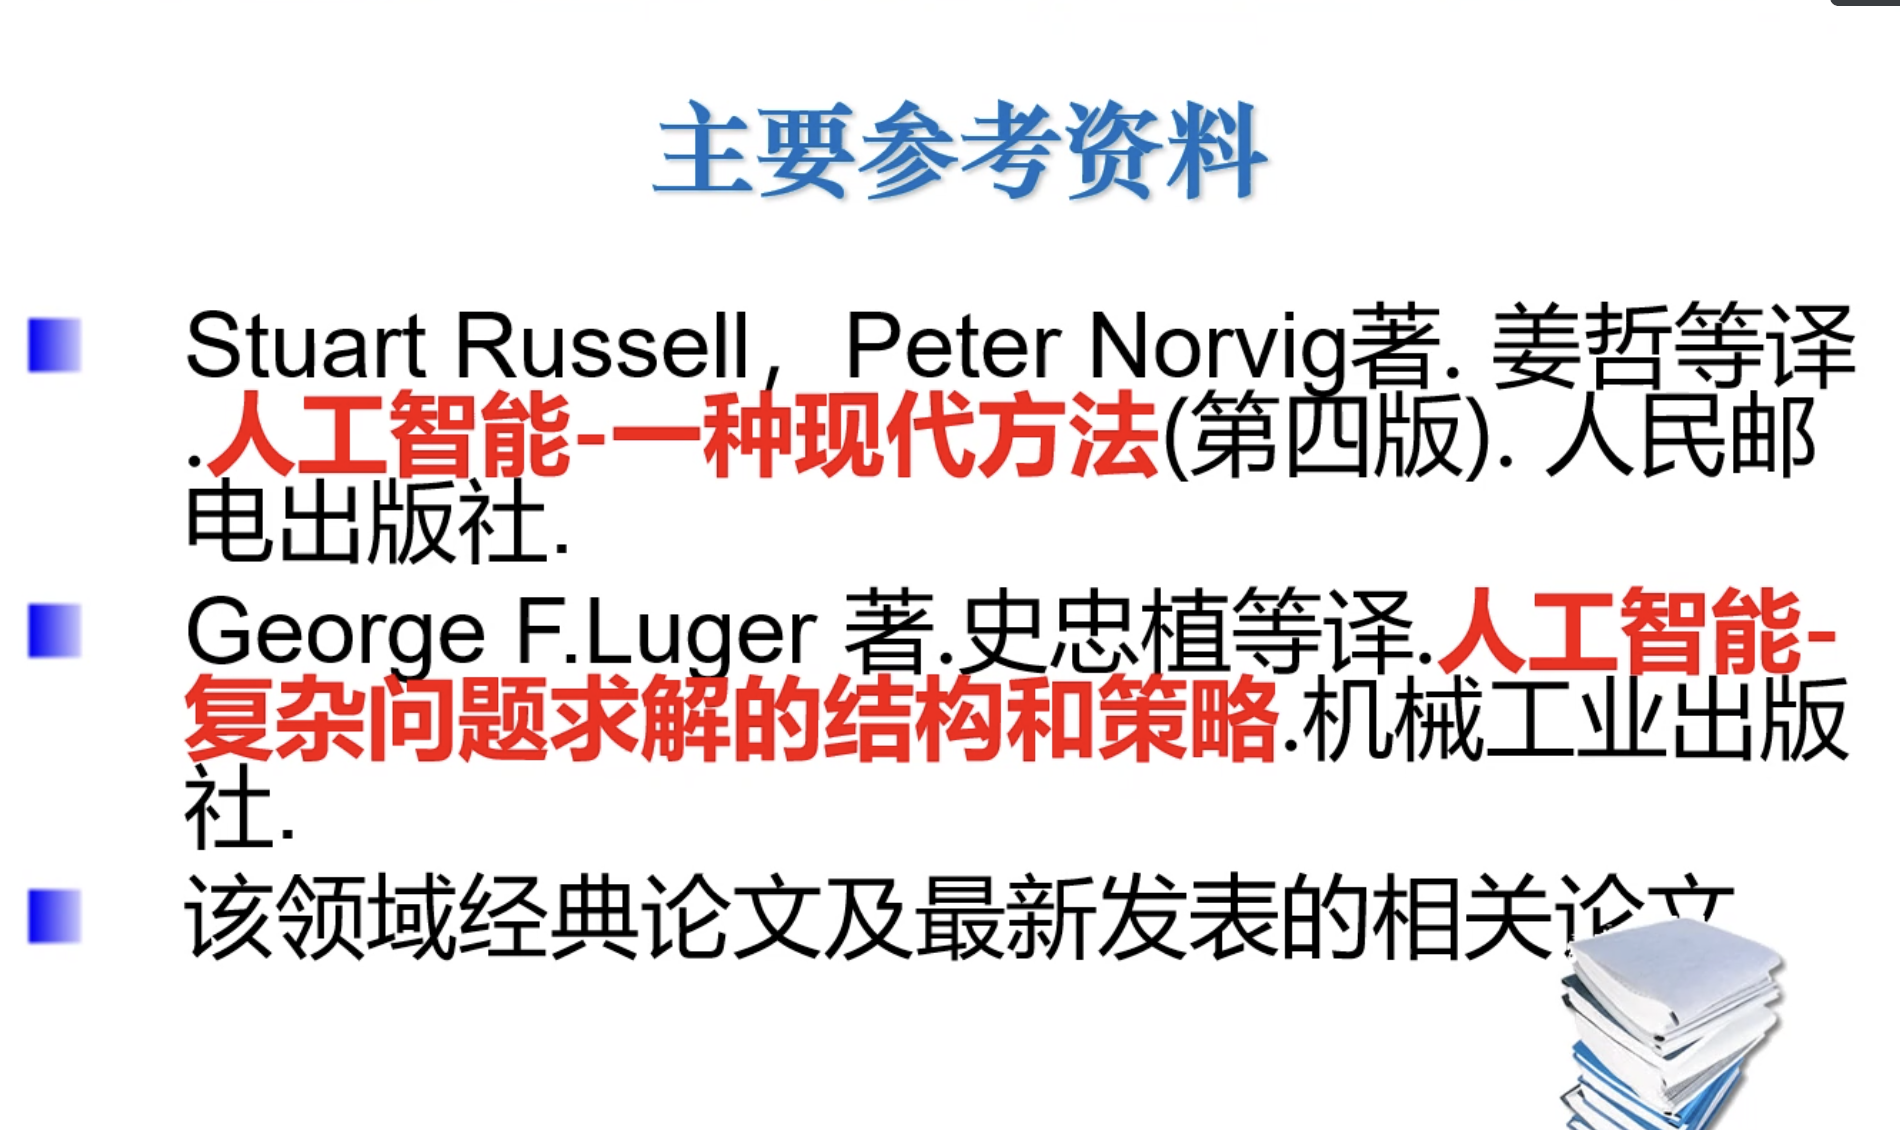 主要参考资料
Stuart Russell，Peter Norvig著. 姜哲等译
.人工智能-一种现代方法(第四版). 人民邮
电出版社.
George F.Luger 著.史忠植等译.人工智能-
复杂问题求解的结构和策略.机械工业出版
社.
该领域经典论文及最新发表的相关论文